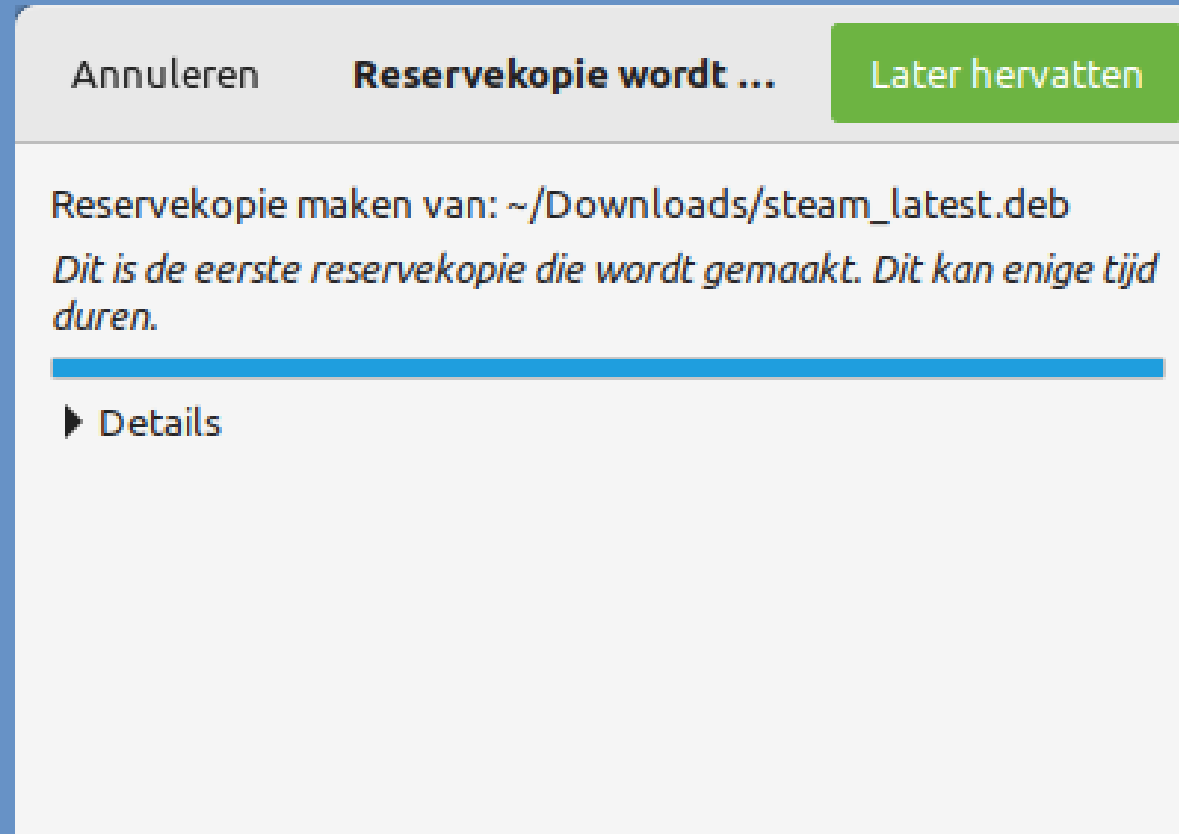 Annuleren Reservekopie wordt ... Later hervatten
Reservekopie maken van: ~/Downloads/steam_latest.deb
Dit is de eerste reservekopie die wordt gemaakt. Dit kan enige tijd
duren.
Details